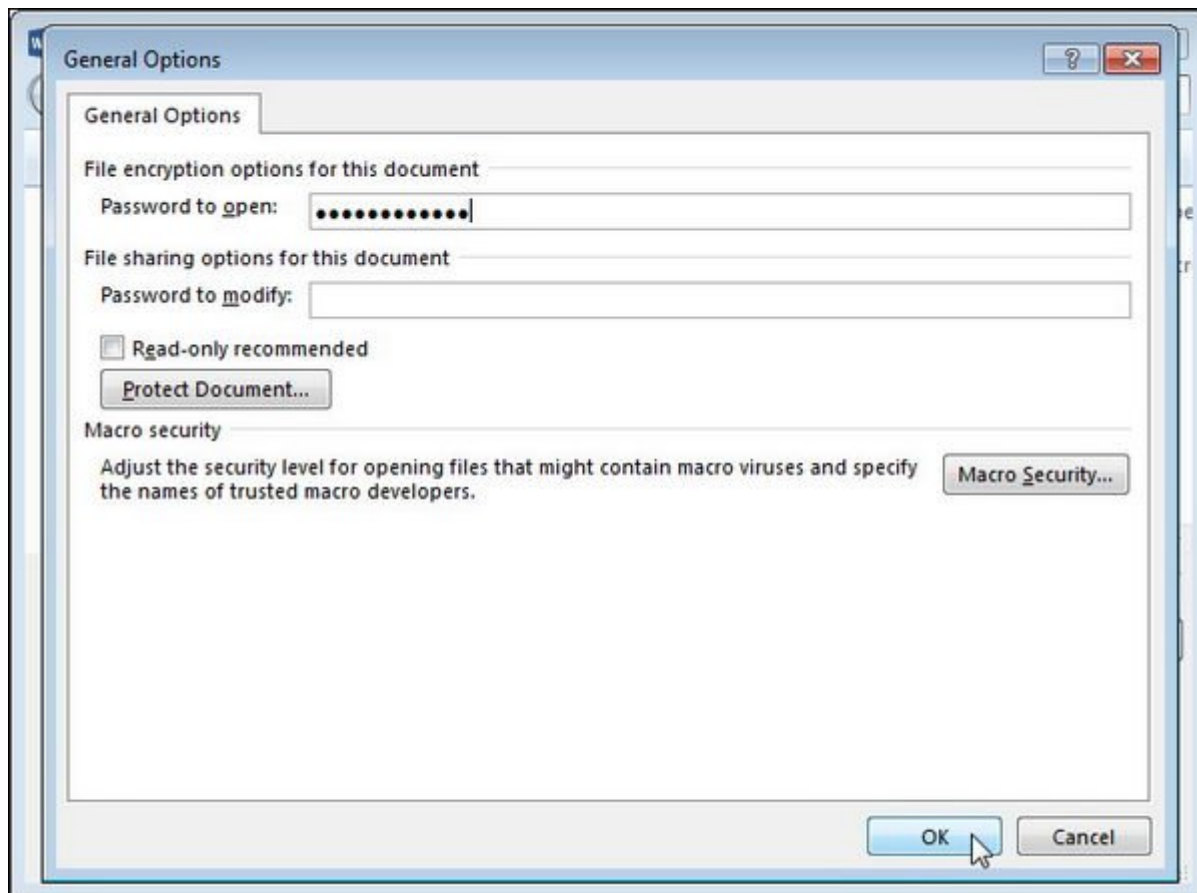 General Options
General Options
File encryption options for this document
Password to open: ●●●●●●●●●●●●
File sharing options for this document
Password to modify:
Read-only recommended
Protect Document...
Macro security
Adjust the security level for opening files that might contain macro viruses and specify
the names of trusted macro developers.
Macro Security...
OK
Cancel